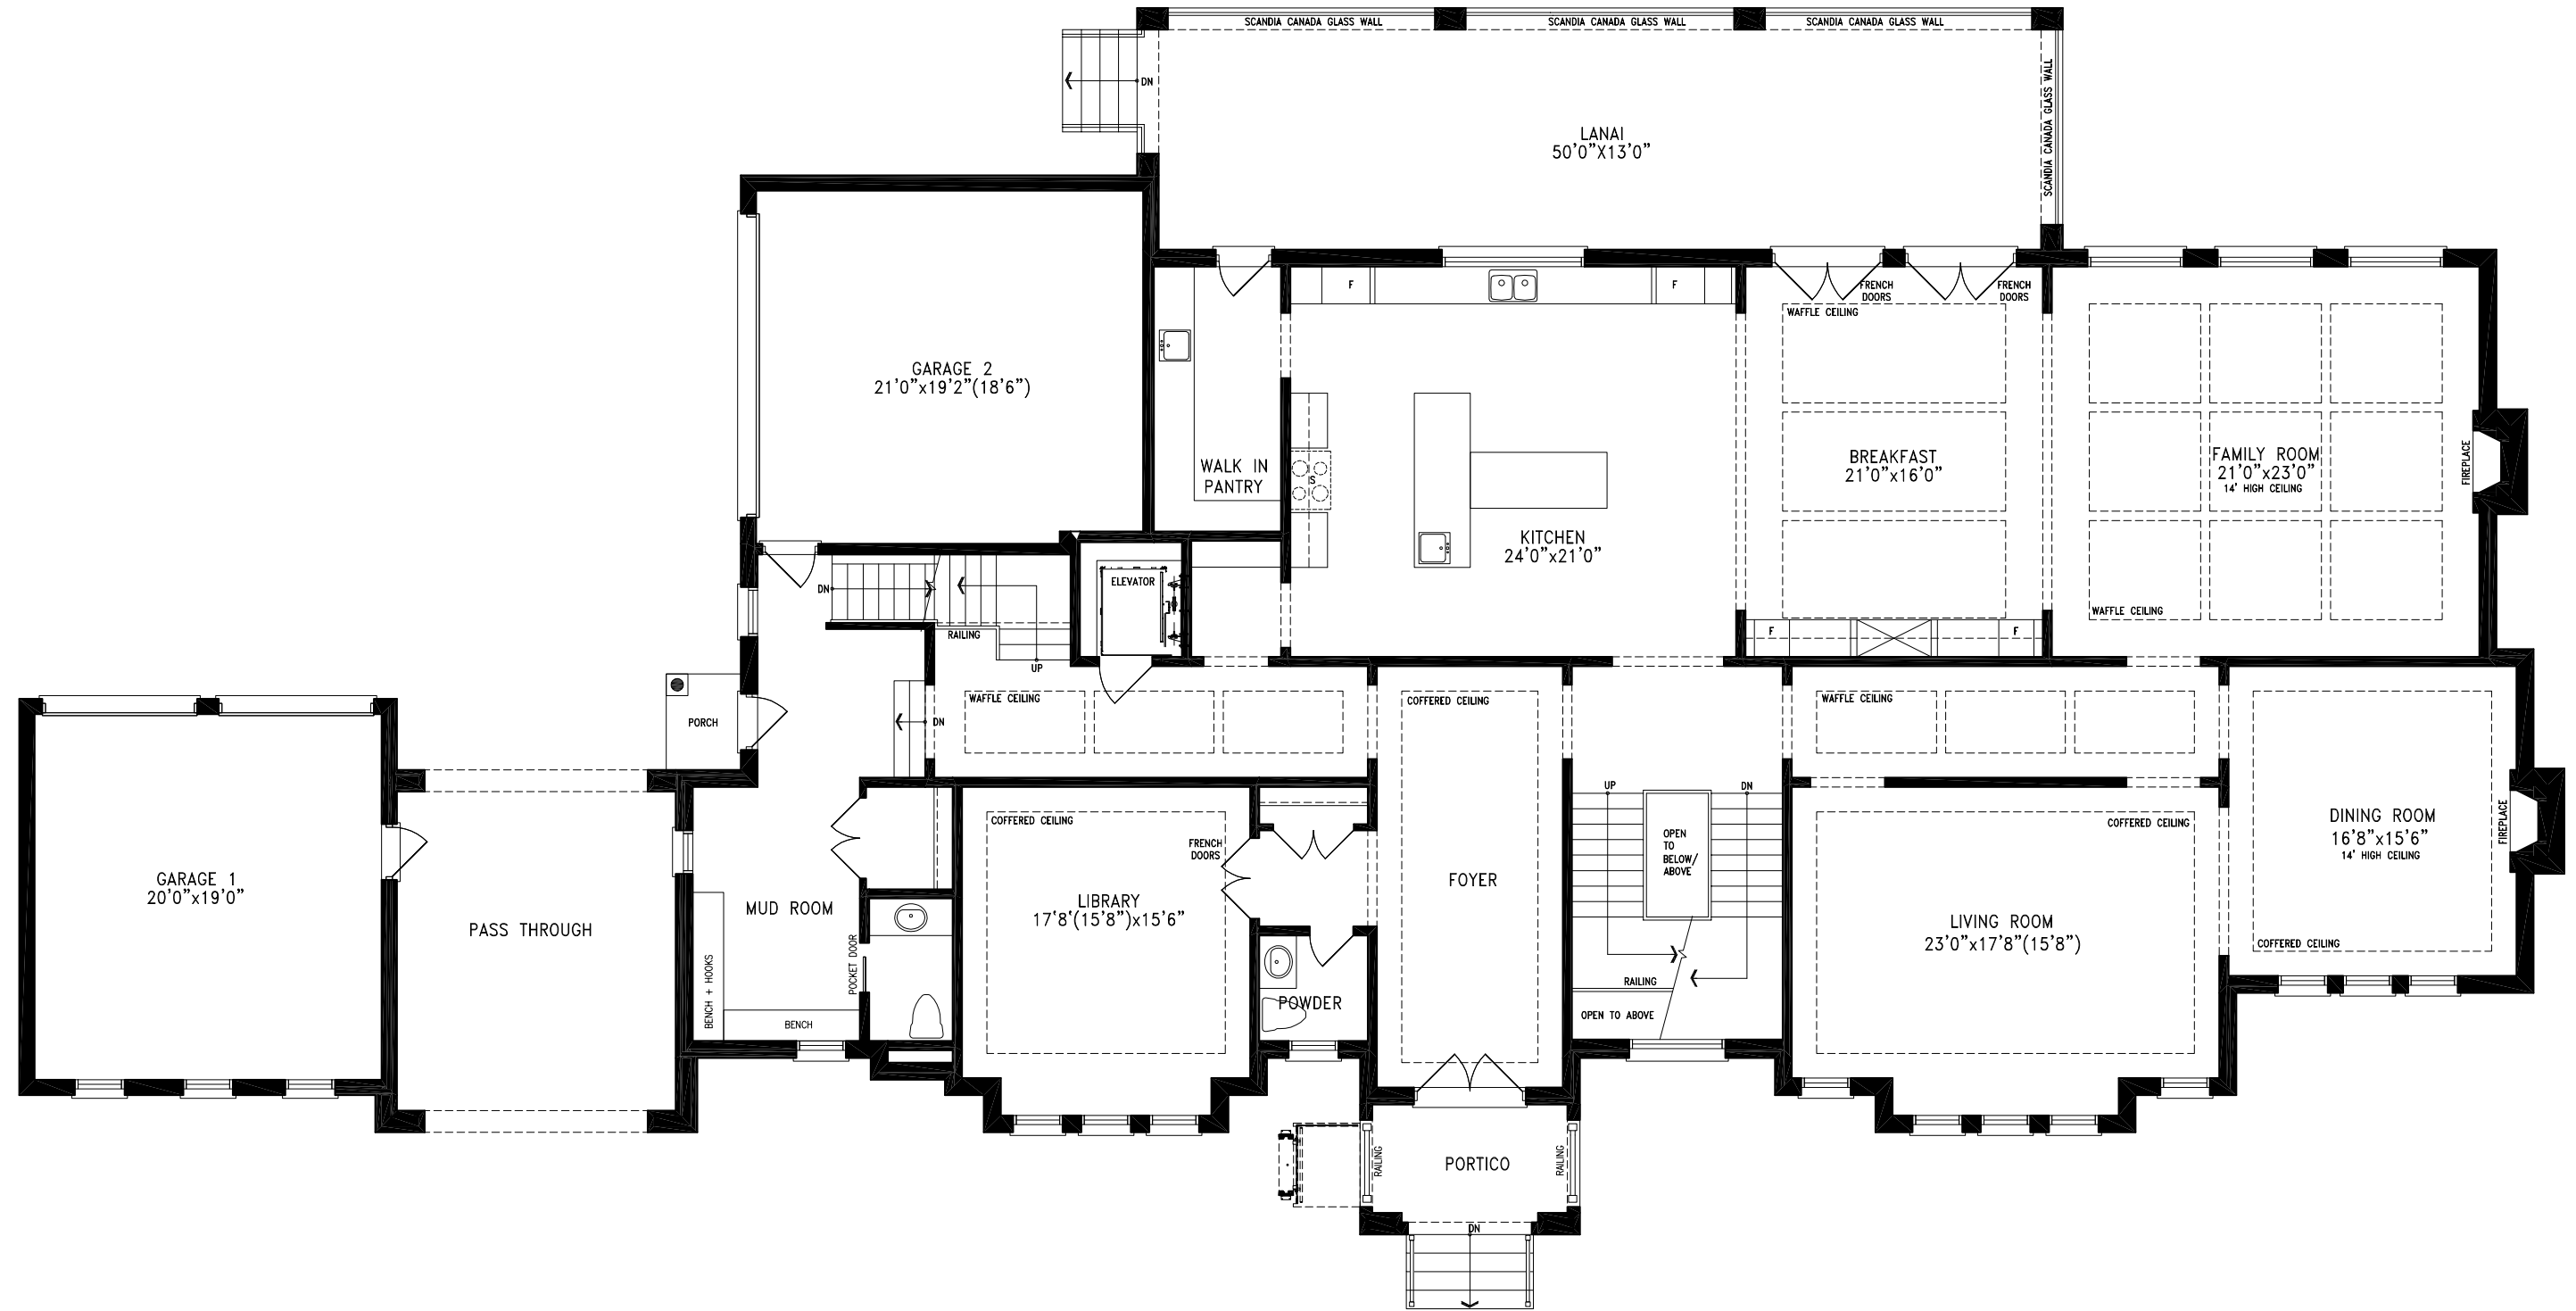 SCANDIA CANADA GLASS WALL
SCANDIA CANADA GLASS WALL
SCANDIA CANADA GLASS WALL
SCANDIA CANADA GLASS WALL
DN
LANAI
50'0"X13'0"
GARAGE 2
21'0"x19'2"(18'6")
WALK IN
PANTRY
F
F
S
KITCHEN
24'0"x21'0"
FRENCH
DOORS
FRENCH
DOORS
WAFFLE CEILING
BREAKFAST
21'0"x16'0"
F
F
FAMILY ROOM
21'0"x23'0"
14' HIGH CEILING
WAFFLE CEILING
FIREPLACE
DN
RAILING
UP
ELEVATOR
PORCH
DN
WAFFLE CEILING
COFFERED CEILING
WAFFLE CEILING
GARAGE 1
20'0"x19'0"
PASS THROUGH
MUD ROOM
BENCH + HOOKS
BENCH
POCKET DOOR
COFFERED CEILING
LIBRARY
17'8'(15'8")x15'6"
FRENCH
DOORS
POWDER
FOYER
UP
DN
OPEN
TO
BELOW/
ABOVE
RAILING
OPEN TO ABOVE
COFFERED CEILING
LIVING ROOM
23'0"x17'8"(15'8")
DINING ROOM
16'8"x15'6"
14' HIGH CEILING
COFFERED CEILING
FIREPLACE
RAILING
PORTICO
RAILING
DN